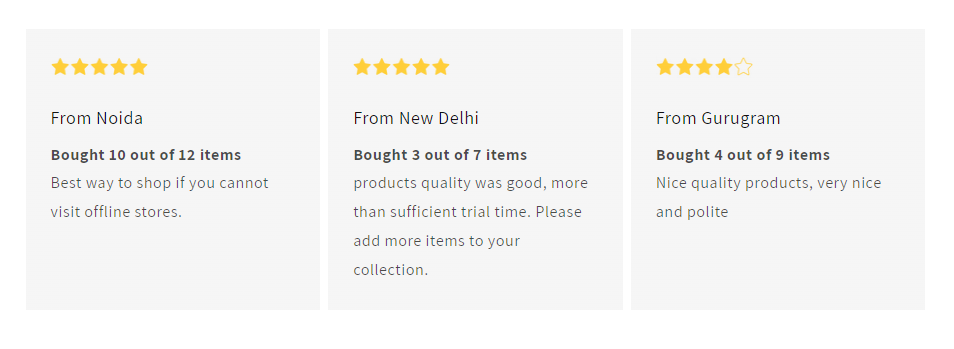 From Noida
Bought 10 out of 12 items
Best way to shop if you cannot
visit offline stores.
From New Delhi
Bought 3 out of 7 items
products quality was good, more
than sufficient trial time. Please
add more items to your
collection.
From Gurugram
Bought 4 out of 9 items
Nice quality products, very nice
and polite